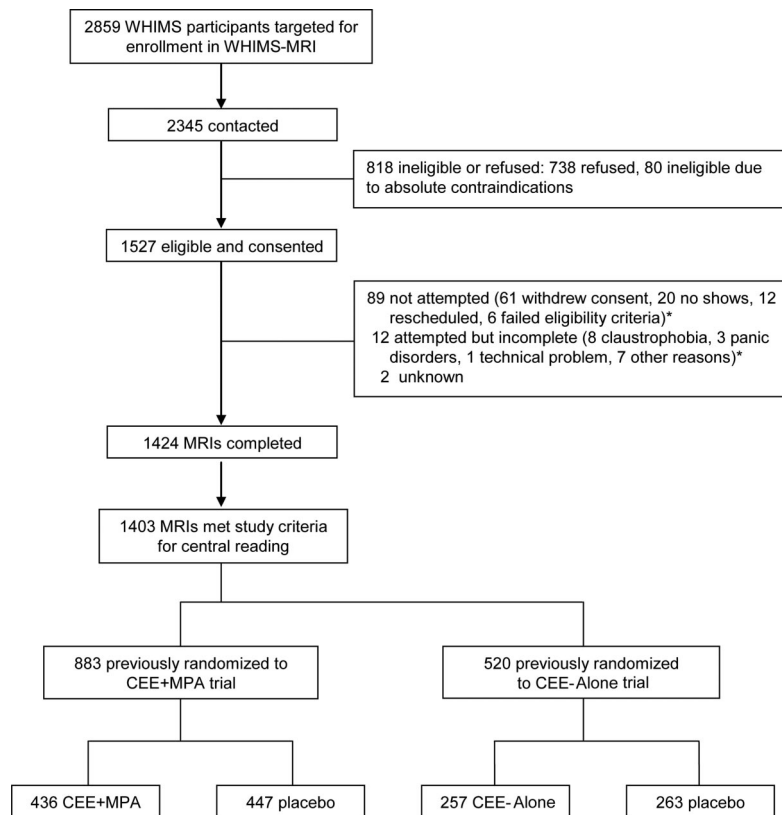 2859 WHIMS participants targeted for
enrollment in WHIMS-MRI
2345 contacted
818 ineligible or refused: 738 refused, 80 ineligible due
to absolute contraindications
1527 eligible and consented
89 not attempted (61 withdrew consent, 20 no shows, 12
rescheduled, 6 failed eligibility criteria)*
12 attempted but incomplete (8 claustrophobia, 3 panic
disorders, 1 technical problem, 7 other reasons)*
2 unknown
1424 MRIs completed
1403 MRIs met study criteria
for central reading
883 previously randomized to
CEE+MPA trial
520 previously randomized
to CEE-Alone trial
436 CEE+MPA
447 placebo
257 CEE-Alone
263 placebo